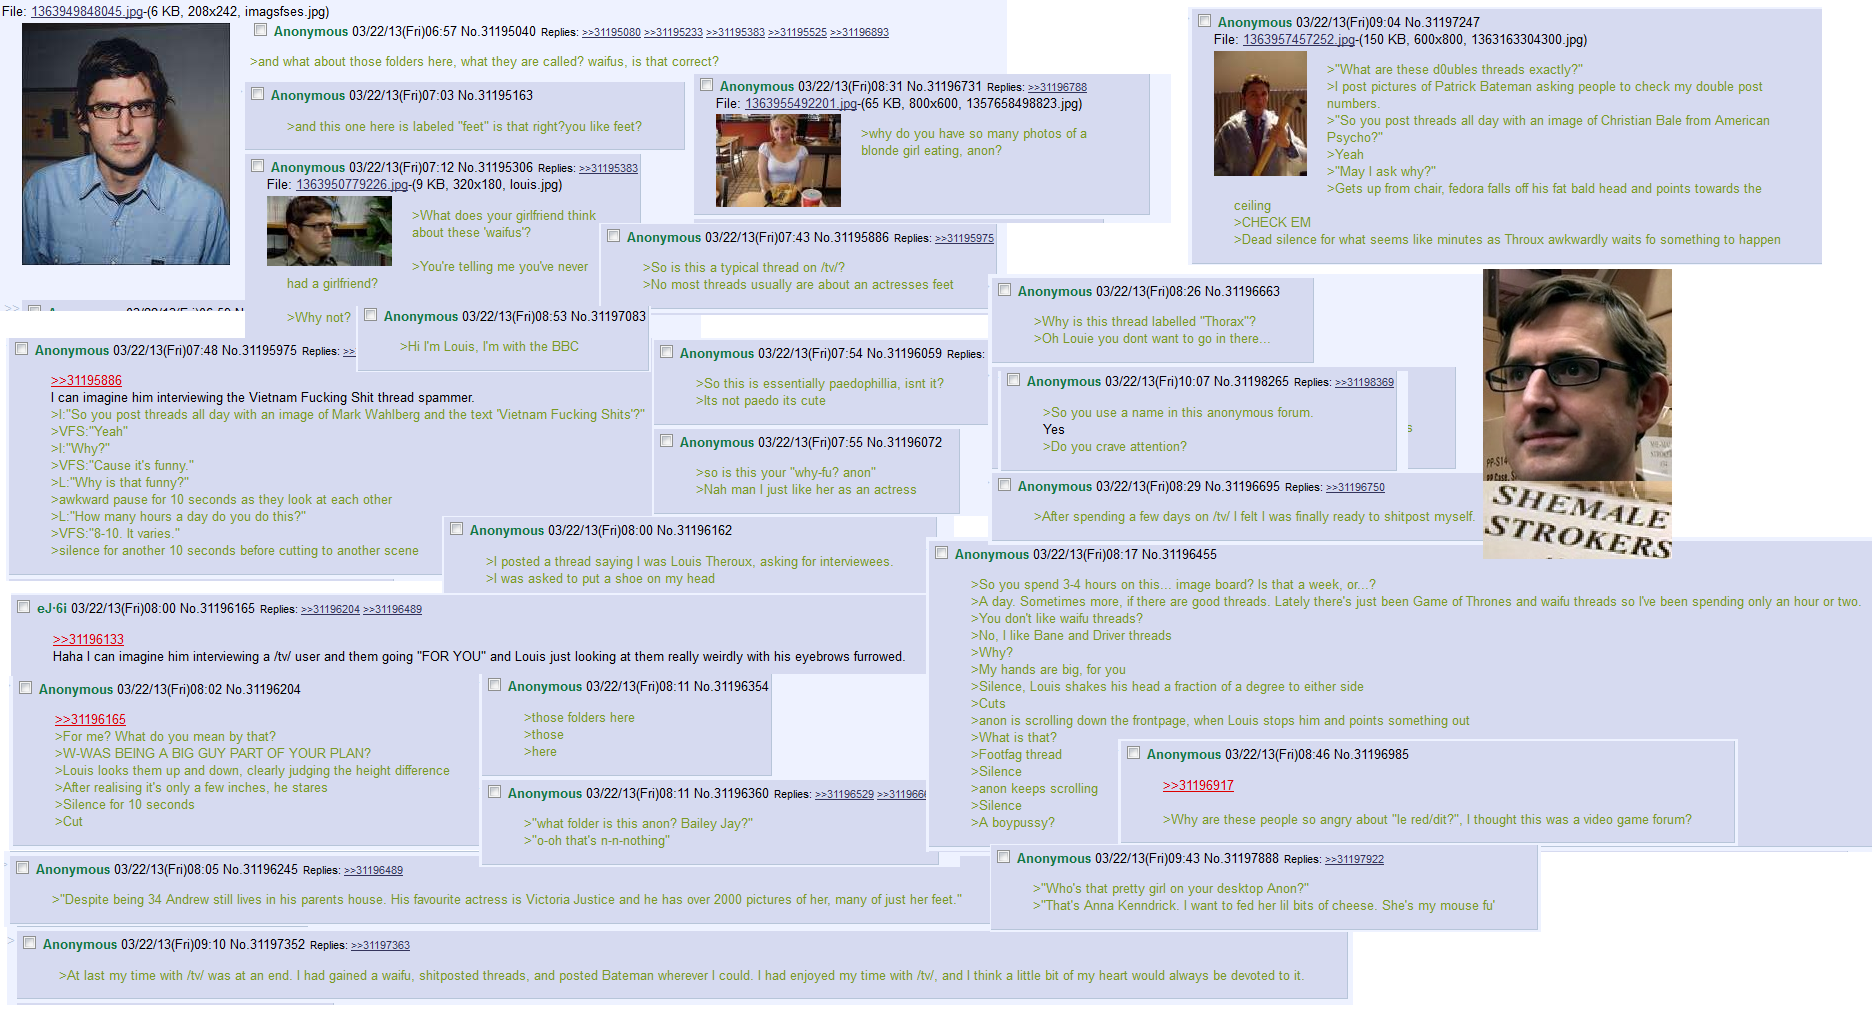 File: 1363949848045.jpg-(6 KB, 208x242, imagsfses.jpg)
Anonymous 03/22/13(Fri)06:57 No.31195040 Replies: >>31195080 >>31195233 >>31195383 >>31195525 >>31196893
>and what about those folders here, what they are called? waifus, is that correct?
Anonymous 03/22/13(Fri)07:03 No.31195163
>and this one here is labeled "feet" is that right?you like feet?
Anonymous 03/22/13(Fri)07:12 No.31195306 Replies: >>31195383
File: 1363950779226.jpg-(9 KB, 320x180, louis.jpg)
>What does your girlfriend think
about these 'waifus'?
>You're telling me you've never
had a girlfriend?
>Why not?
Anonymous 03/22/13(Fri)08:31 No.31196731 Replies: >>31196788
File: 1363955492201.jpg-(65 KB, 800x600, 1357658498823.jpg)
>why do you have so many photos of a
blonde girl eating, anon?
Anonymous 03/22/13(Fri)07:43 No.31195886 Replies: >>31195975
>So is this a typical thread on /tv/?
>No most threads usually are about an actresses feet
Anonymous 03/22/13(Fri)09:04 No.31197247
File: 1363957457252.jpg-(150 KB, 600x800, 1363163304300.jpg)
>"What are these d0ubles threads exactly?"
>I post pictures of Patrick Bateman asking people to check my double post
numbers.
>"So you post threads all day with an image of Christian Bale from American
Psycho?"
>Yeah
>"May I ask why?"
>Gets up from chair, fedora falls off his fat bald head and points towards the
ceiling
>CHECK EM
>Dead silence for what seems like minutes as Throux awkwardly waits fo something to happen
Anonymous 03/22/13(Fri)08:53 No.31197083
>Hi I'm Louis, I'm with the BBC
Anonymous 03/22/13(Fri)07:48 No.31195975 Replies: >>
>>31195886
I can imagine him interviewing the Vietnam Fucking Shit thread spammer.
>I:"So you post threads all day with an image of Mark Wahlberg and the text 'Vietnam Fucking Shits'?"
>VFS:"Yeah"
>I:"Why?"
>VFS:"Cause it's funny."
>L:"Why is that funny?"
>awkward pause for 10 seconds as they look at each other
>L:"How many hours a day do you do this?"
>VFS:"8-10. It varies."
>silence for another 10 seconds before cutting to another scene
Anonymous 03/22/13(Fri)07:54 No.31196059 Replies:
>So this is essentially paedophillia, isnt it?
>Its not paedo its cute
Anonymous 03/22/13(Fri)07:55 No.31196072
>so is this your "why-fu? anon"
>Nah man I just like her as an actress
Anonymous 03/22/13(Fri)08:26 No.31196663
>Why is this thread labelled "Thorax"?
>Oh Louie you dont want to go in there...
Anonymous 03/22/13(Fri)10:07 No.31198265 Replies: >>31198369
>So you use a name in this anonymous forum.
Yes
>Do you crave attention?
s
Anonymous 03/22/13(Fri)08:29 No.31196695 Replies: >>31196750
>After spending a few days on /tv/ I felt I was finally ready to shitpost myself.
SHEMALE
STROKERS
Anonymous 03/22/13(Fri)08:00 No.31196162
>I posted a thread saying I was Louis Theroux, asking for interviewees.
>I was asked to put a shoe on my head
eJ·6i 03/22/13(Fri)08:00 No.31196165 Replies: >>31196204 >>31196489
>>31196133
Haha I can imagine him interviewing a /tv/ user and them going "FOR YOU" and Louis just looking at them really weirdly with his eyebrows furrowed.
Anonymous 03/22/13(Fri)08:02 No.31196204
>>31196165
>For me? What do you mean by that?
>W-WAS BEING A BIG GUY PART OF YOUR PLAN?
>Louis looks them up and down, clearly judging the height difference
>After realising it's only a few inches, he stares
>Silence for 10 seconds
>Cut
Anonymous 03/22/13(Fri)08:11 No.31196354
>those folders here
>those
>here
Anonymous 03/22/13(Fri)08:11 No.31196360 Replies: >>31196529 >>3119666
>"what folder is this anon? Bailey Jay?"
>"o-oh that's n-n-nothing"
Anonymous 03/22/13(Fri)08:17 No.31196455
>So you spend 3-4 hours on this... image board? Is that a week, or...?
>A day. Sometimes more, if there are good threads. Lately there's just been Game of Thrones and waifu threads so I've been spending only an hour or two.
>You don't like waifu threads?
>No, I like Bane and Driver threads
>Why?
>My hands are big, for you
>Silence, Louis shakes his head a fraction of a degree to either side
>Cuts
>anon is scrolling down the frontpage, when Louis stops him and points something out
>What is that?
>Footfag thread
>Silence
>anon keeps scrolling
>Silence
>A boypussy?
Anonymous 03/22/13(Fri)08:46 No.31196985
>>31196917
>Why are these people so angry about "le red/dit?", I thought this was a video game forum?
Anonymous 03/22/13(Fri)08:05 No.31196245 Replies: >>31196489
>"Despite being 34 Andrew still lives in his parents house. His favourite actress is Victoria Justice and he has over 2000 pictures of her, many of just her feet."
Anonymous 03/22/13(Fri)09:43 No.31197888 Replies: >>31197922
>"Who's that pretty girl on your desktop Anon?"
>"That's Anna Kenndrick. I want to fed her lil bits of cheese. She's my mouse fu'
Anonymous 03/22/13(Fri)09:10 No.31197352 Replies: >>31197363
>At last my time with /tv/ was at an end. I had gained a waifu, shitposted threads, and posted Bateman wherever I could. I had enjoyed my time with /tv/, and I think a little bit of my heart would always be devoted to it.